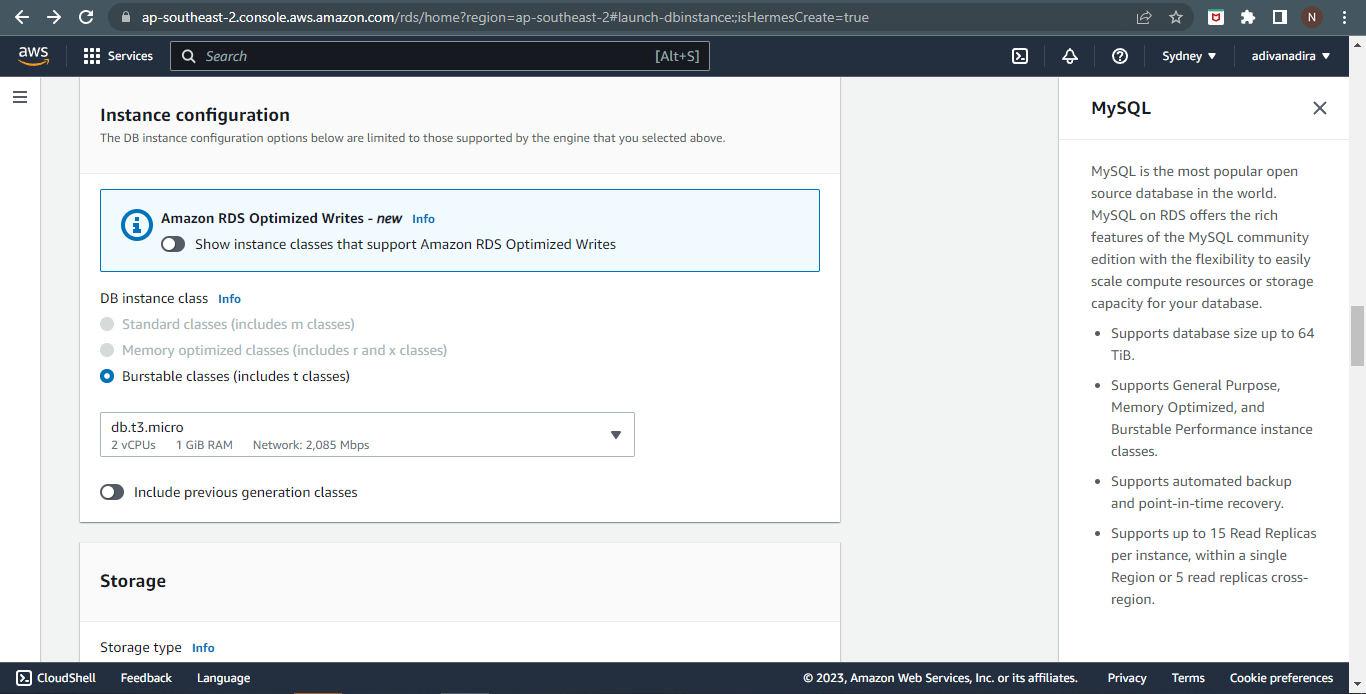 ap-southeast-2.console.aws.amazon.com/rds/home?region=ap-southeast-2#launch-dbinstance:;isHermesCreate=true
N
aws
Services
Search
[Alt+S]
Sydney
adivanadira
Instance configuration
The DB instance configuration options below are limited to those supported by the engine that you selected above.
Amazon RDS Optimized Writes - new Info
Show instance classes that support Amazon RDS Optimized Writes
DB instance class Info
Standard classes (includes m classes)
Memory optimized classes (includes r and x classes)
Burstable classes (includes t classes)
db.t3.micro
2 vCPUs 1 GiB RAM Network: 2,085 Mbps
Include previous generation classes
Storage
Storage type Info
MySQL
MySQL is the most popular open
source database in the world.
MySQL on RDS offers the rich
features of the MySQL community
edition with the flexibility to easily
scale compute resources or storage
capacity for your database.
• Supports database size up to 64
TiB.
• Supports General Purpose,
Memory Optimized, and
Burstable Performance instance
classes.
• Supports automated backup
and point-in-time recovery.
• Supports up to 15 Read Replicas
per instance, within a single
Region or 5 read replicas cross-
region.
CloudShell
Feedback
Language
© 2023, Amazon Web Services, Inc. or its affiliates.
Privacy
Terms
Cookie preferences